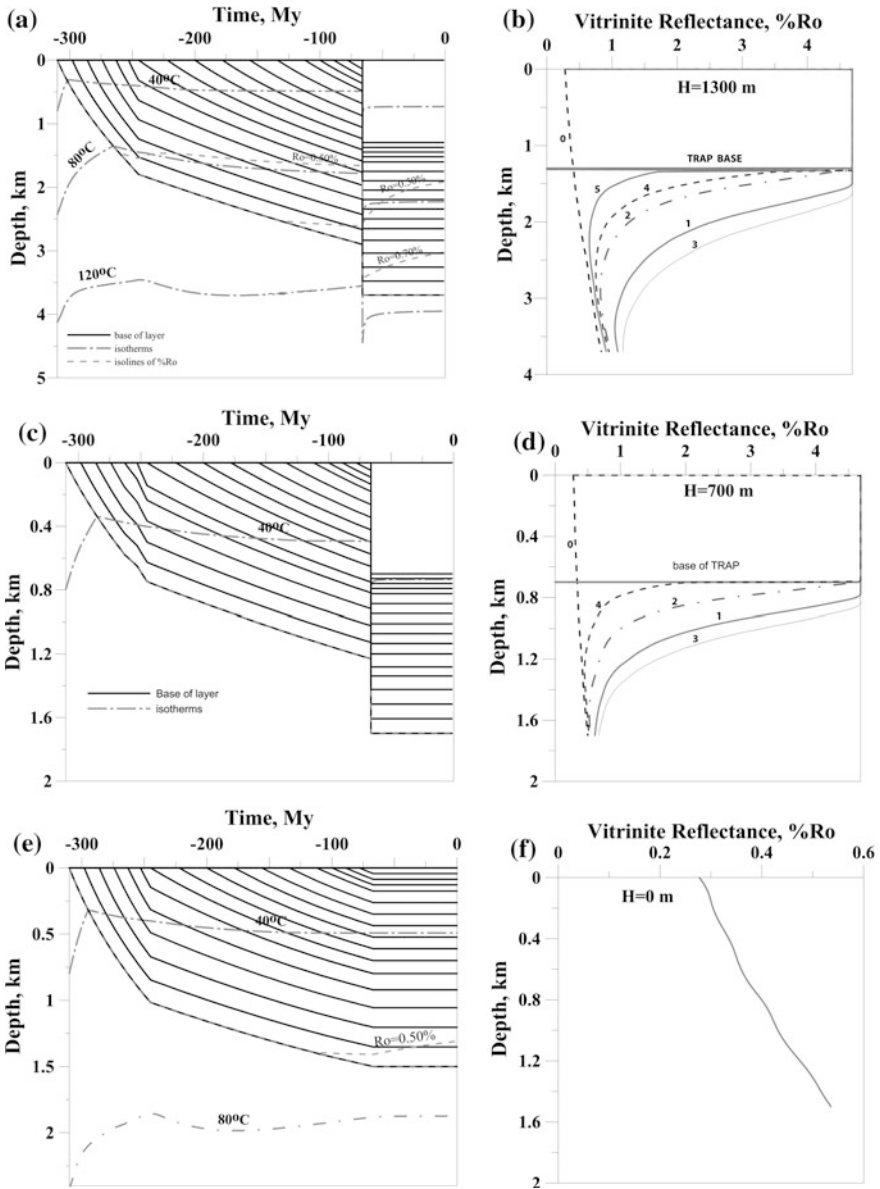 (a)
Time, My
-300 -200 -100 0
Depth, km
0
1
2
3
4
5
40ºC
80ºC
120ºC
Ro=0.50%
Ro=0.50%
Ro=0.70%
base of layer
isotherms
isolines of %Ro
(b)
Vitrinite Reflectance, %Ro
0 1 2 3 4
Depth, km
0
1
2
3
4
H=1300 m
0
TRAP BASE
5
4
2
1
3
(c)
Time, My
-300 -200 -100 0
Depth, km
0
0.4
0.8
1.2
1.6
2
40ºC
Base of layer
isotherms
(d)
Vitrinite Reflectance, %Ro
0 1 2 3 4
Depth, km
0
0.4
0.8
1.2
1.6
2
H=700 m
0
base of TRAP
4
2
1
3
(e)
Time, My
-300 -200 -100 0
Depth, km
0
0.5
1
1.5
2
40ºC
Ro=0.50%
80ºC
(f)
Vitrinite Reflectance, %Ro
0 0.2 0.4 0.6
Depth, km
0
0.4
0.8
1.2
1.6
2
H=0 m